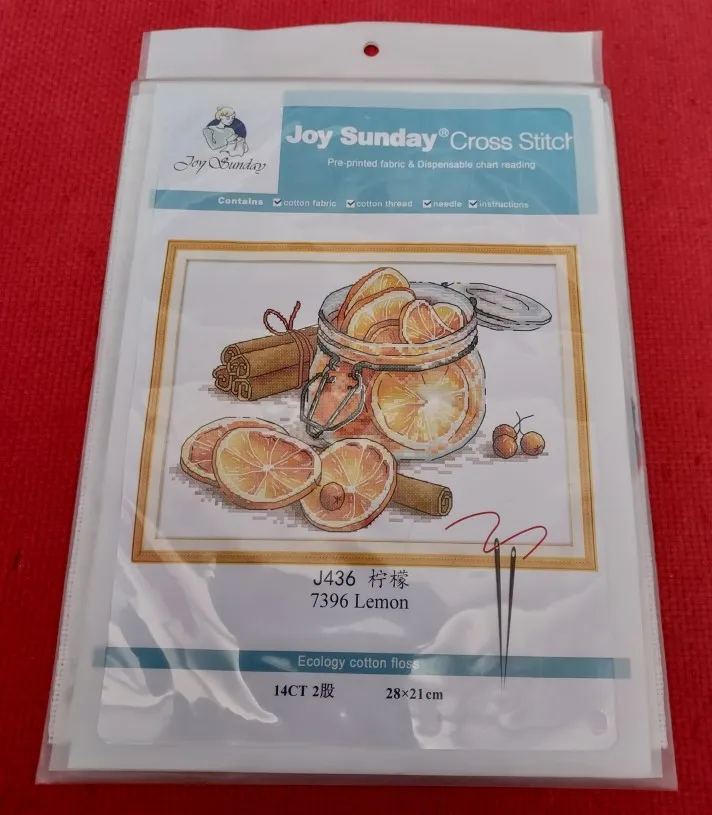 Joy Sunday
Joy Sunday® Cross Stitch
Pre-printed fabric & Dispensable chart reading
Contains cotton fabric cotton thread needle instructions
J436 柠檬
7396 Lemon
Ecology cotton floss
14CT 2股 28×21cm